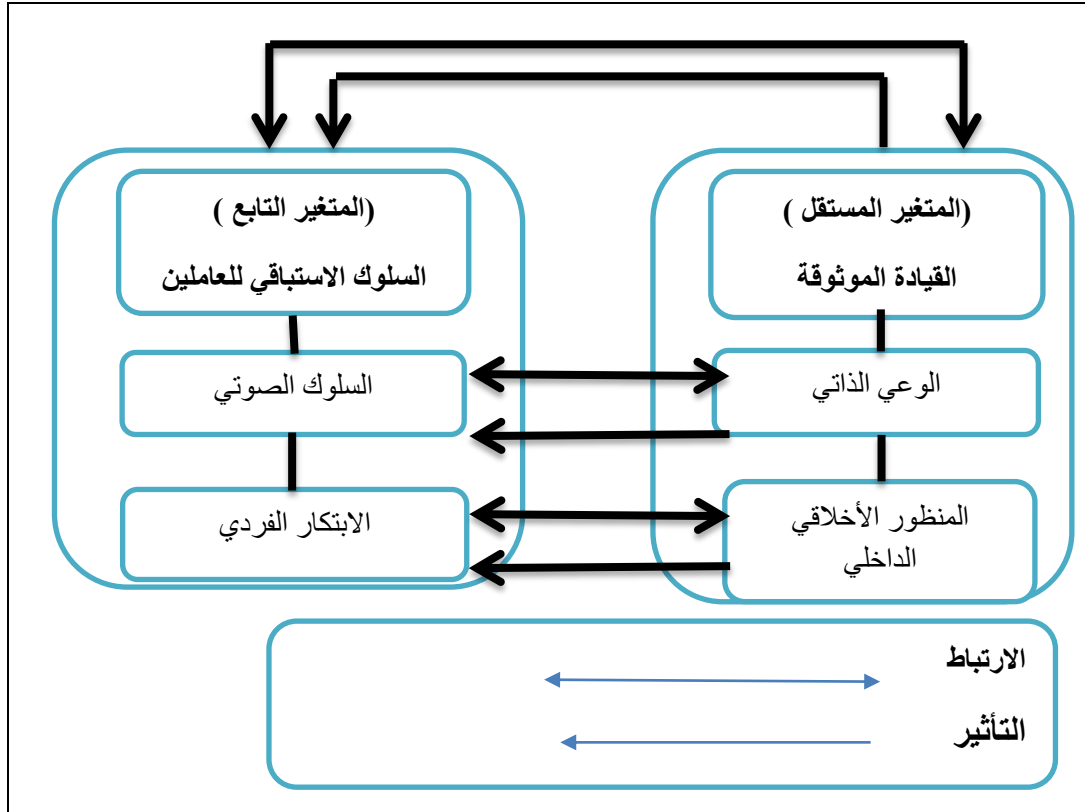 (المتغير المستقل )
القيادة الموثوقة
(المتغير التابع )
السلوك الاستباقي للعاملين
الوعي الذاتي
السلوك الصوتي
المنظور الأخلاقي
الداخلي
الابتكار الفردي
الارتباط
التأثير